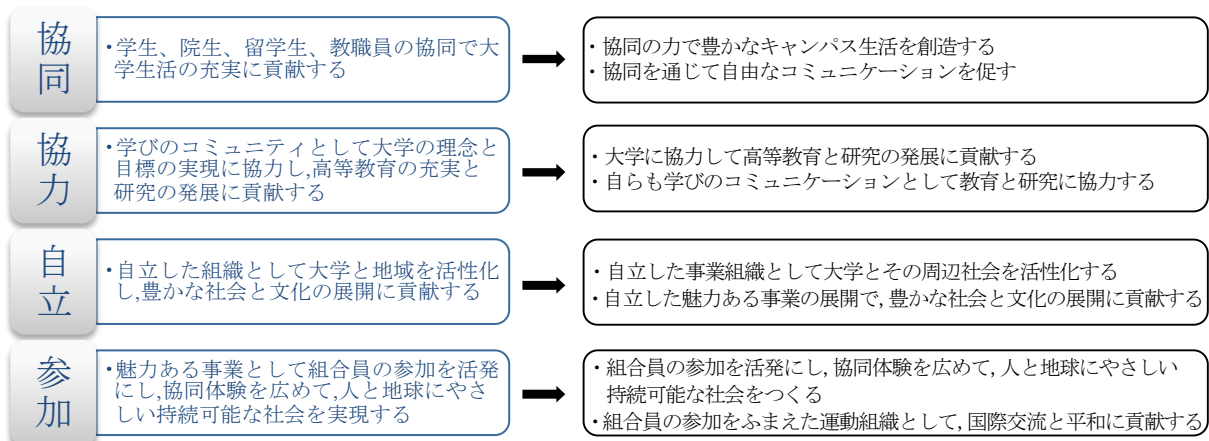 協同
・学生、院生、留学生、教職員の協同で大
学生活の充実に貢献する
・協同の力で豊かなキャンパス生活を創造する
・協同を通じて自由なコミュニケーションを促す
協力
・学びのコミュニティとして大学の理念と
目標の実現に協力し,高等教育の充実と
研究の発展に貢献する
・大学に協力して高等教育と研究の発展に貢献する
・自らも学びのコミュニケーションとして教育と研究に協力する
自立
・自立した組織として大学と地域を活性化
し,豊かな社会と文化の展開に貢献する
・自立した事業組織として大学とその周辺社会を活性化する
・自立した魅力ある事業の展開で, 豊かな社会と文化の展開に貢献する
参加
・魅力ある事業として組合員の参加を活発
にし,協同体験を広めて,人と地球にやさ
しい持続可能な社会を実現する
・組合員の参加を活発にし, 協同体験を広めて, 人と地球にやさしい
持続可能な社会をつくる
・組合員の参加をふまえた運動組織として, 国際交流と平和に貢献する